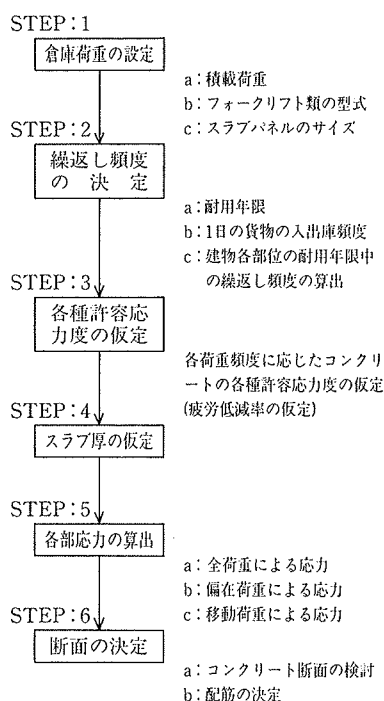 STEP:1
倉庫荷重の設定
a:積載荷重
b:フォークリフト類の型式
c:スラブパネルのサイズ
STEP:2
繰返し頻度
の決定
a:耐用年限
b:1日の貨物の入出庫頻度
c:建物各部位の耐用年限中
の繰返し頻度の算出
STEP:3
各種許容応
力度の仮定
各荷重頻度に応じたコンクリ
ートの各種許容応力度の仮定
(疲労低減率の仮定)
STEP:4
スラブ厚の仮定
STEP:5
各部応力の算出
a:全荷重による応力
b:偏在荷重による応力
c:移動荷重による応力
STEP:6
断面の決定
a:コンクリート断面の検討
b:配筋の決定